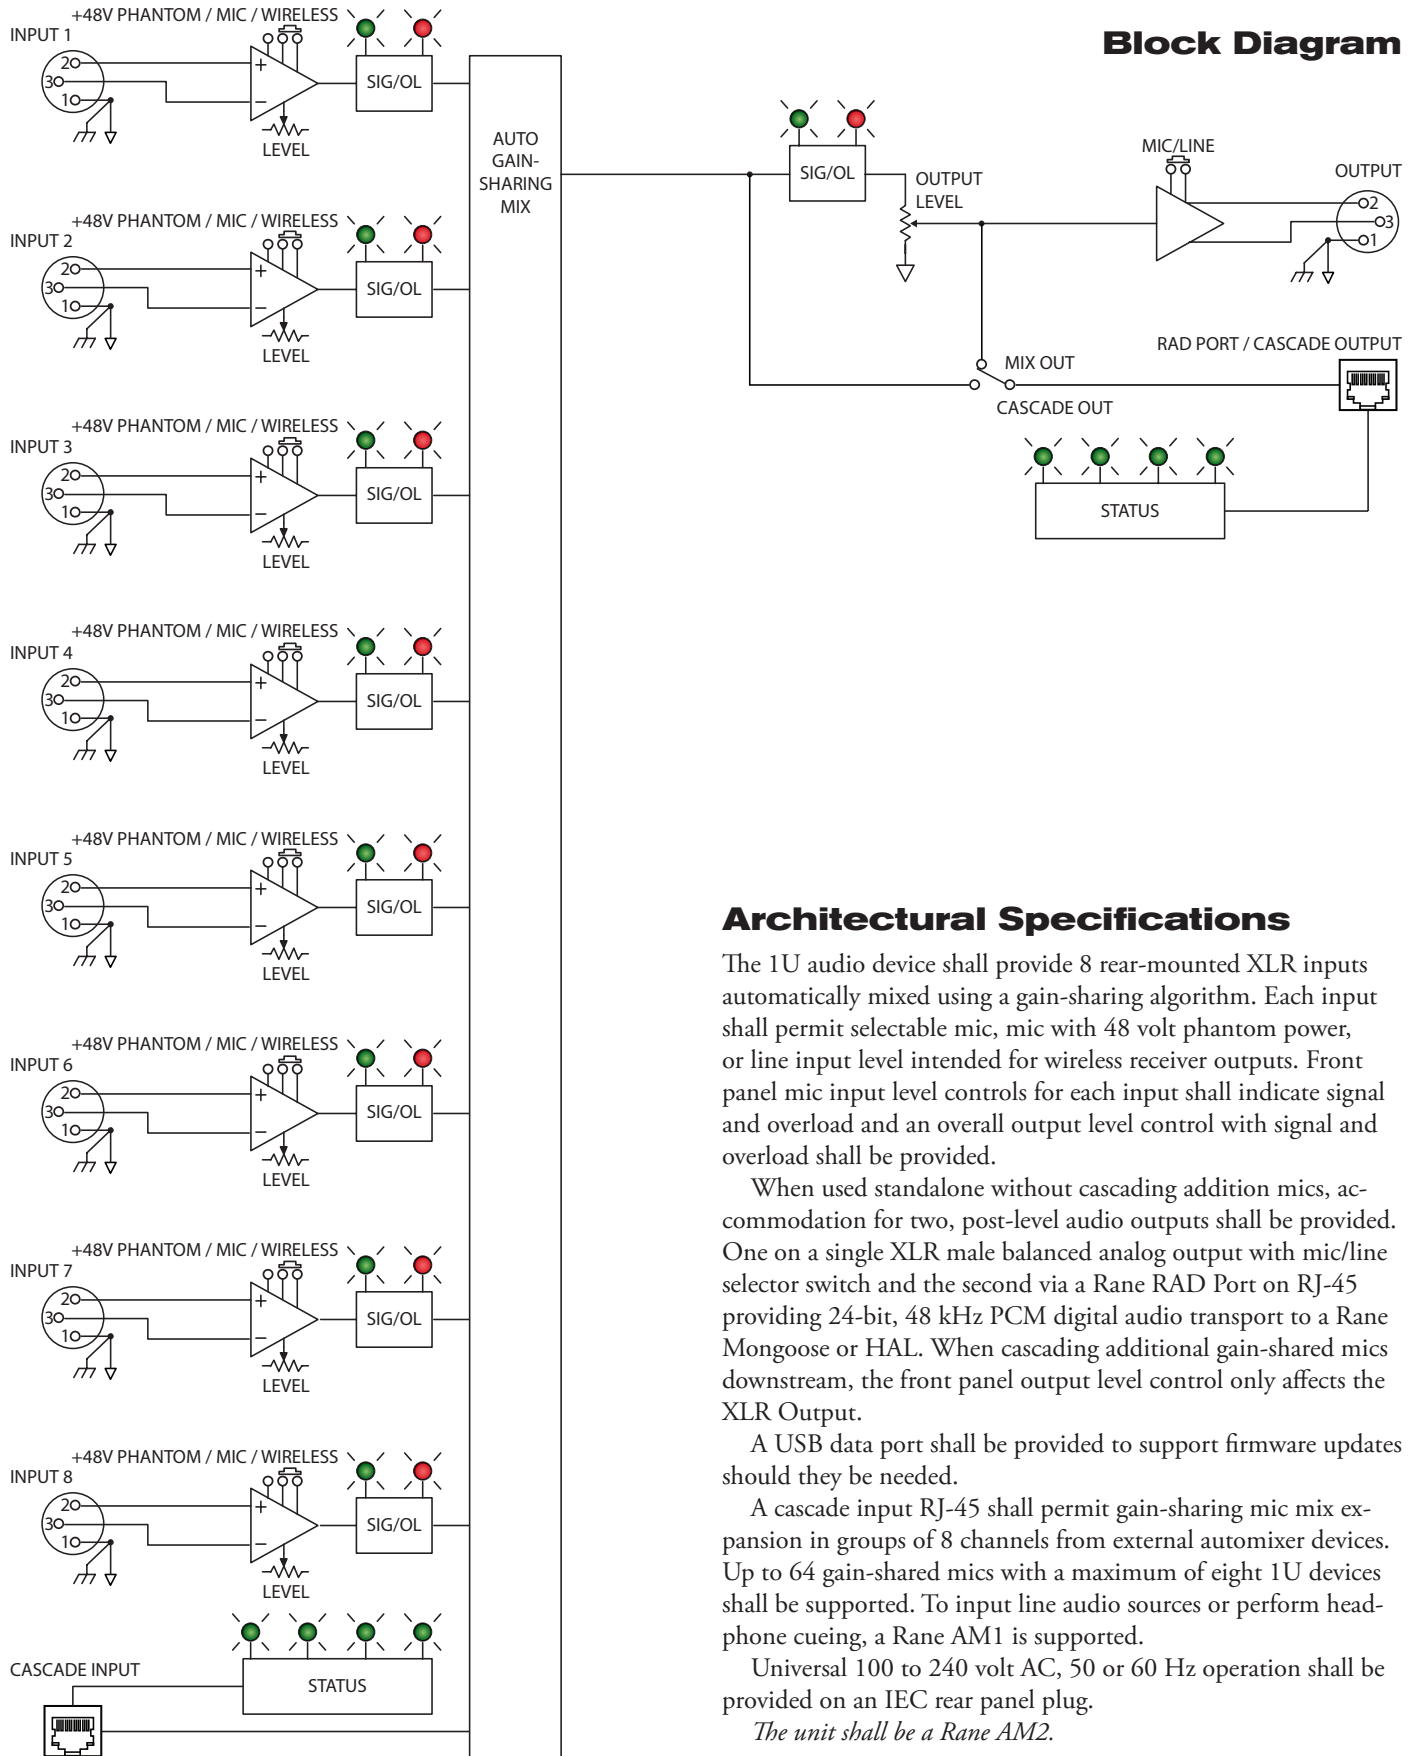 Block Diagram
+48V PHANTOM / MIC / WIRELESS
INPUT 1
2
3
1
+
−
LEVEL
SIG/OL
+48V PHANTOM / MIC / WIRELESS
INPUT 2
2
3
1
+
−
LEVEL
SIG/OL
+48V PHANTOM / MIC / WIRELESS
INPUT 3
2
3
1
+
−
LEVEL
SIG/OL
+48V PHANTOM / MIC / WIRELESS
INPUT 4
2
3
1
+
−
LEVEL
SIG/OL
+48V PHANTOM / MIC / WIRELESS
INPUT 5
2
3
1
+
−
LEVEL
SIG/OL
+48V PHANTOM / MIC / WIRELESS
INPUT 6
2
3
1
+
−
LEVEL
SIG/OL
+48V PHANTOM / MIC / WIRELESS
INPUT 7
2
3
1
+
−
LEVEL
SIG/OL
+48V PHANTOM / MIC / WIRELESS
INPUT 8
2
3
1
+
−
LEVEL
SIG/OL
CASCADE INPUT
STATUS
AUTO
GAIN-
SHARING
MIX
SIG/OL
OUTPUT
LEVEL
MIC/LINE
OUTPUT
2
3
1
RAD PORT / CASCADE OUTPUT
MIX OUT
CASCADE OUT
STATUS
Architectural Specifications
The 1U audio device shall provide 8 rear-mounted XLR inputs
automatically mixed using a gain-sharing algorithm. Each input
shall permit selectable mic, mic with 48 volt phantom power,
or line input level intended for wireless receiver outputs. Front
panel mic input level controls for each input shall indicate signal
and overload and an overall output level control with signal and
overload shall be provided.
When used standalone without cascading addition mics, ac-
commodation for two, post-level audio outputs shall be provided.
One on a single XLR male balanced analog output with mic/line
selector switch and the second via a Rane RAD Port on RJ-45
providing 24-bit, 48 kHz PCM digital audio transport to a Rane
Mongoose or HAL. When cascading additional gain-shared mics
downstream, the front panel output level control only affects the
XLR Output.
A USB data port shall be provided to support firmware updates
should they be needed.
A cascade input RJ-45 shall permit gain-sharing mic mix ex-
pansion in groups of 8 channels from external automixer devices.
Up to 64 gain-shared mics with a maximum of eight 1U devices
shall be supported. To input line audio sources or perform head-
phone cueing, a Rane AM1 is supported.
Universal 100 to 240 volt AC, 50 or 60 Hz operation shall be
provided on an IEC rear panel plug.
The unit shall be a Rane AM2.